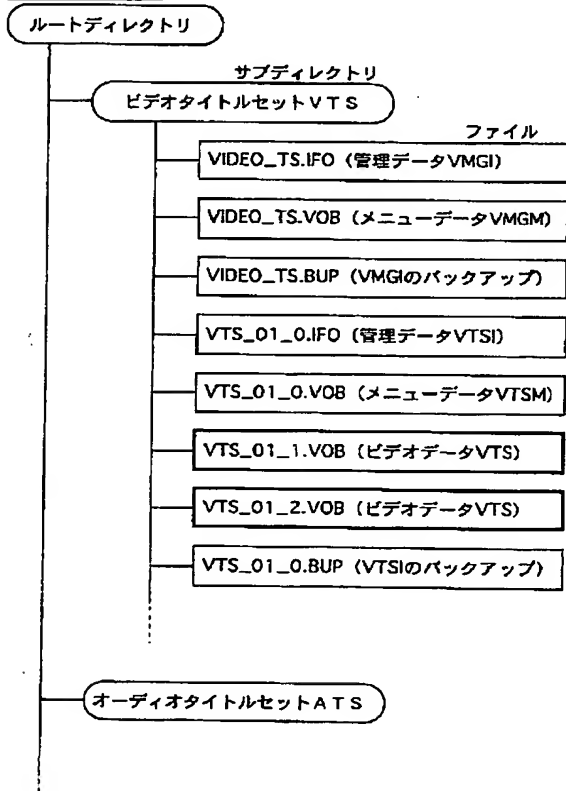 ルートディレクトリ
サブディレクトリ
ビデオタイトルセットVTS
ファイル
VIDEO_TS.IFO (管理データVMGI)
VIDEO_TS.VOB (メニューデータVMGM)
VIDEO_TS.BUP (VMGIのバックアップ)
VTS_01_0.IFO (管理データVTSI)
VTS_01_0.VOB (メニューデータVTSM)
VTS_01_1.VOB (ビデオデータVTS)
VTS_01_2.VOB (ビデオデータVTS)
VTS_01_0.BUP (VTSIのバックアップ)
オーディオタイトルセットATS